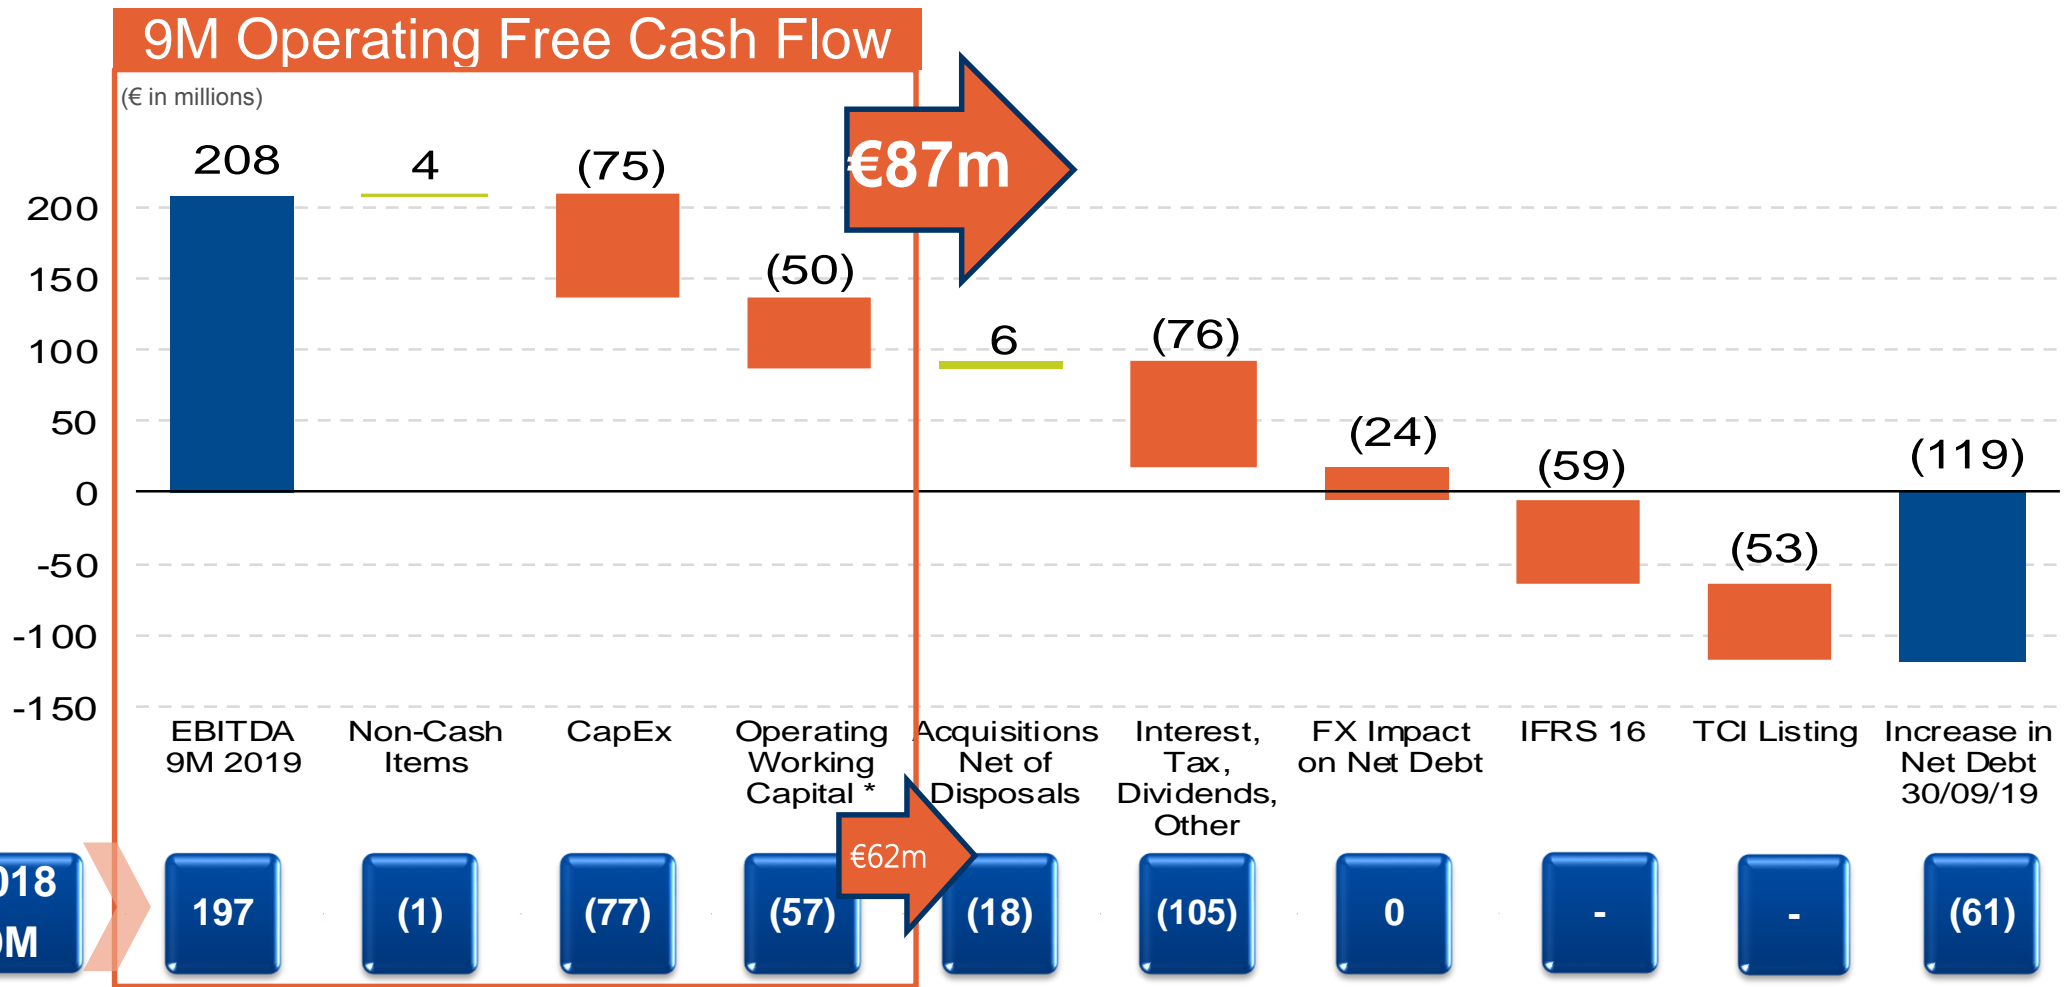 9M Operating Free Cash Flow
(€ in millions)
€87m
208
4
(75)
(50)
6
(76)
(24)
(59)
(53)
(119)
200
150
100
50
0
-50
-100
-150
EBITDA
9M 2019
Non-Cash
Items
CapEx
Operating
Working
Capital *
Acquisitions
Net of
Disposals
Interest,
Tax,
Dividends,
Other
FX Impact
on Net Debt
IFRS 16
TCI Listing
Increase in
Net Debt
30/09/19
€62m
018
9M
197
(1)
(77)
(57)
(18)
(105)
0
-
-
(61)